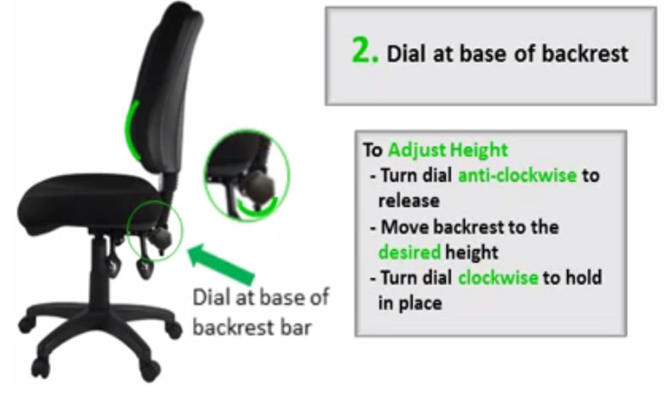 2. Dial at base of backrest
To Adjust Height
- Turn dial anti-clockwise to
release
- Move backrest to the
desired height
- Turn dial clockwise to hold
in place
Dial at base of
backrest bar